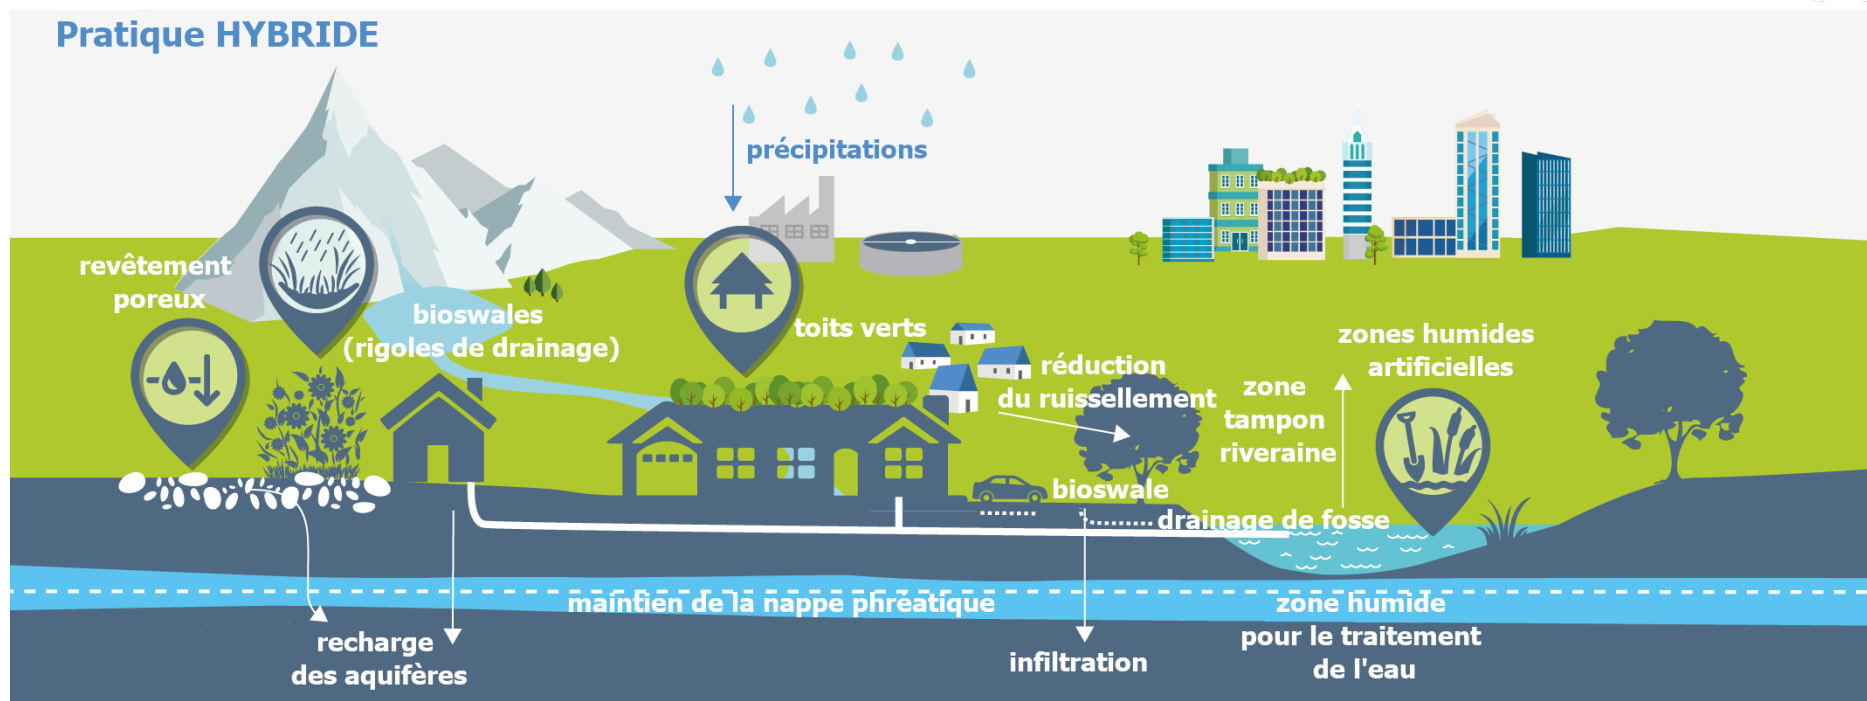 Pratique HYBRIDE
précipitations
revêtement
poreux
bioswales
(rigoles de drainage)
toits verts
réduction
du ruissellement
zone
tampon
riveraine
zones humides
artificielles
bioswale
drainage de fosse
maintien de la nappe phréatique
zone humide
pour le traitement
de l'eau
recharge
des aquifères
infiltration